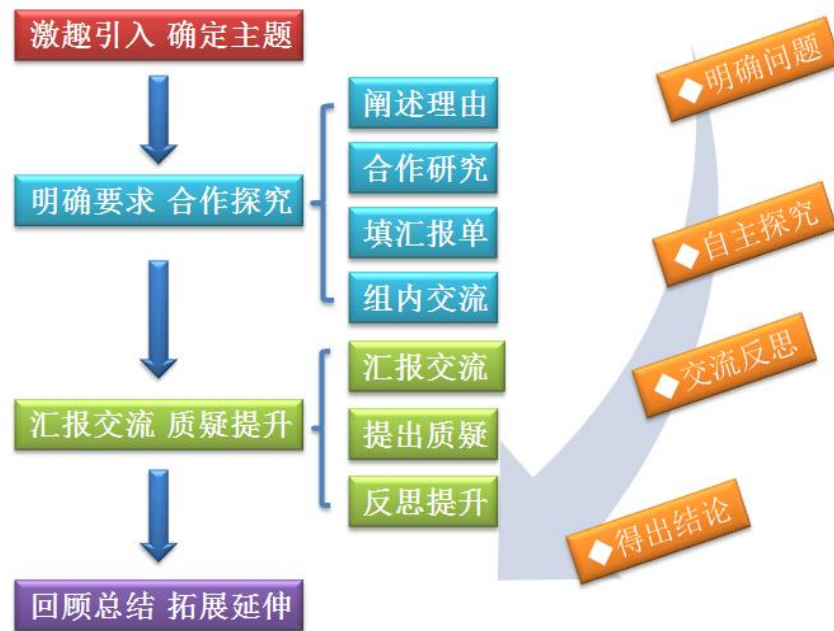 激趣引入 确定主题
明确要求 合作探究
阐述理由
合作研究
填汇报单
组内交流
汇报交流 质疑提升
汇报交流
提出质疑
反思提升
回顾总结 拓展延伸
明确问题
自主探究
交流反思
得出结论